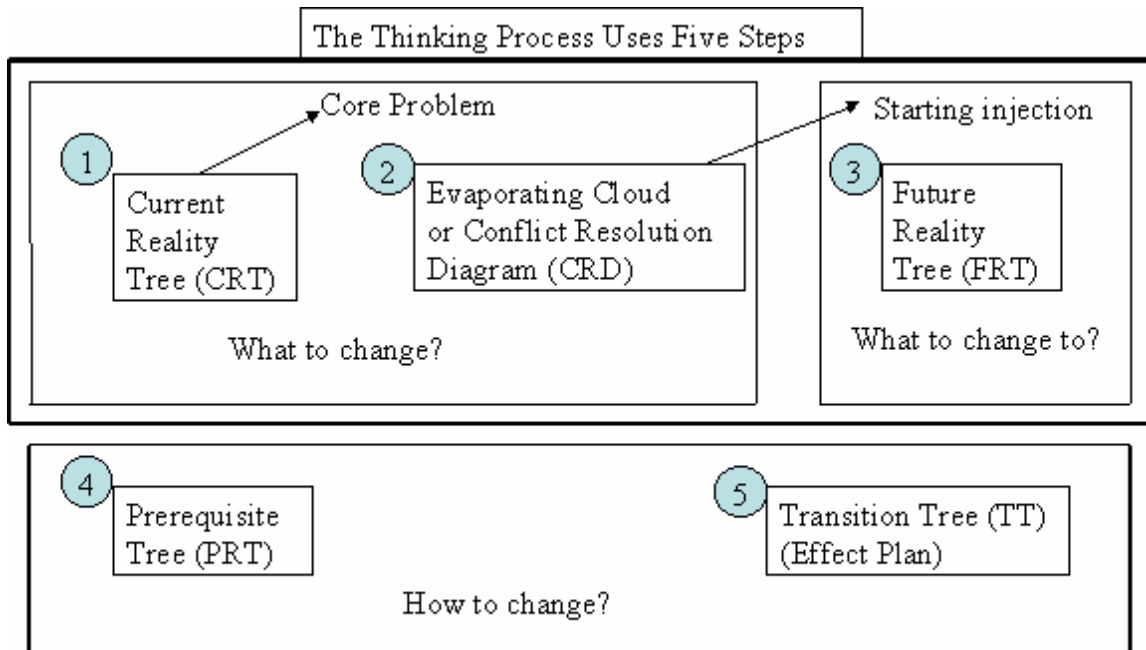 The Thinking Process Uses Five Steps
Core Problem
1
Current
Reality
Tree (CRT)
2
Evaporating Cloud
or Conflict Resolution
Diagram (CRD)
What to change?
Starting injection
3
Future
Reality
Tree (FRT)
What to change to?
4
Prerequisite
Tree (PRT)
5
Transition Tree (TT)
(Effect Plan)
How to change?